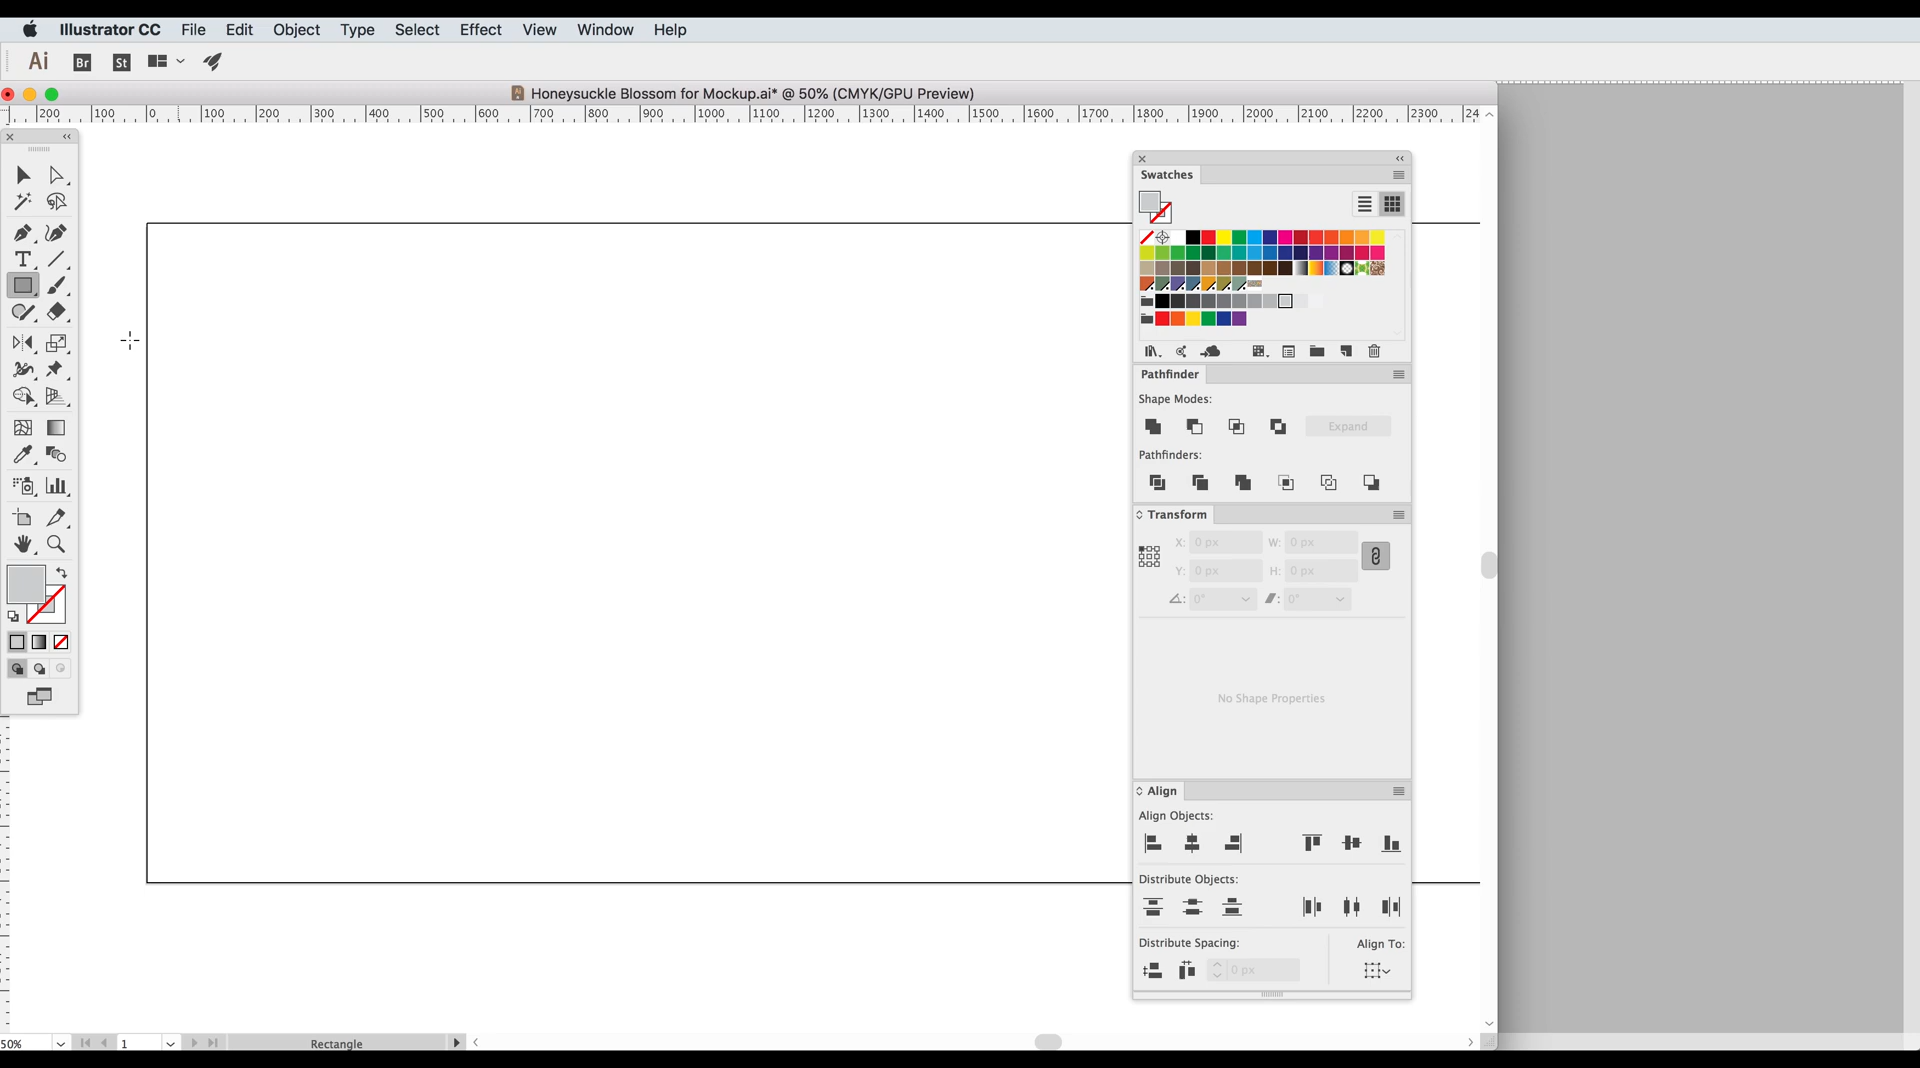 Illustrator CC File Edit Object Type Select Effect View Window Help
Ai Br St
Honeysuckle Blossom for Mockup.ai* @ 50% (CMYK/GPU Preview)
200 100 0 100 200 300 400 500 600 700 800 900 1000 1100 1200 1300 1400 1500 1600 1700 1800 1900 2000 2100 2200 2300 24
Swatches
Pathfinder
Shape Modes:
Expand
Pathfinders:
Transform
X: 0 px W: 0 px
Y: 0 px H: 0 px
0° 0°
No Shape Properties
Align
Align Objects:
Distribute Objects:
Distribute Spacing: Align To:
0 px
50% 1 Rectangle